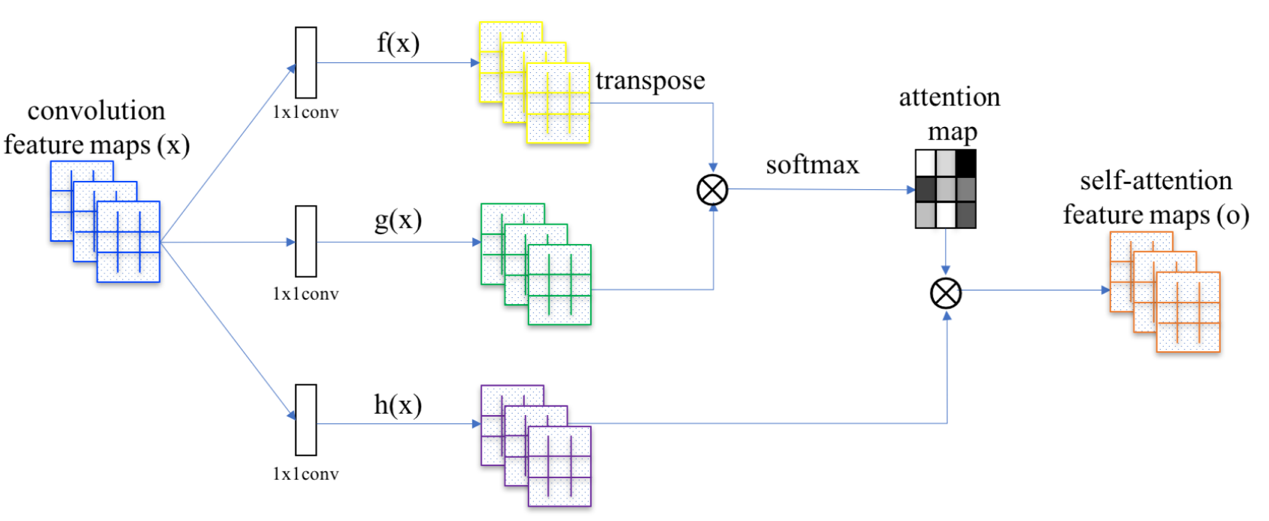 convolution
feature maps (x)
1x1conv
f(x)
transpose
1x1conv
g(x)
1x1conv
h(x)
softmax
attention
map
self-attention
feature maps (o)